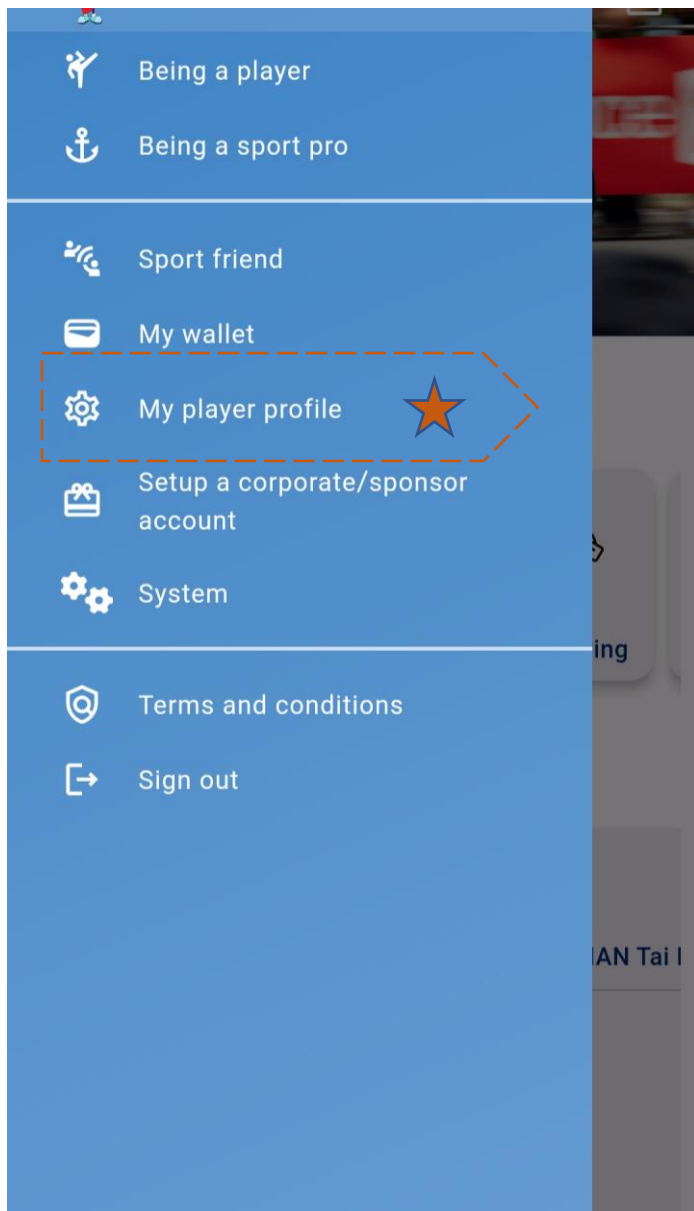 Being a player
Being a sport pro
Sport friend
My wallet
My player profile
Setup a corporate/sponsor
account
System
ing
Terms and conditions
Sign out
AN Tai